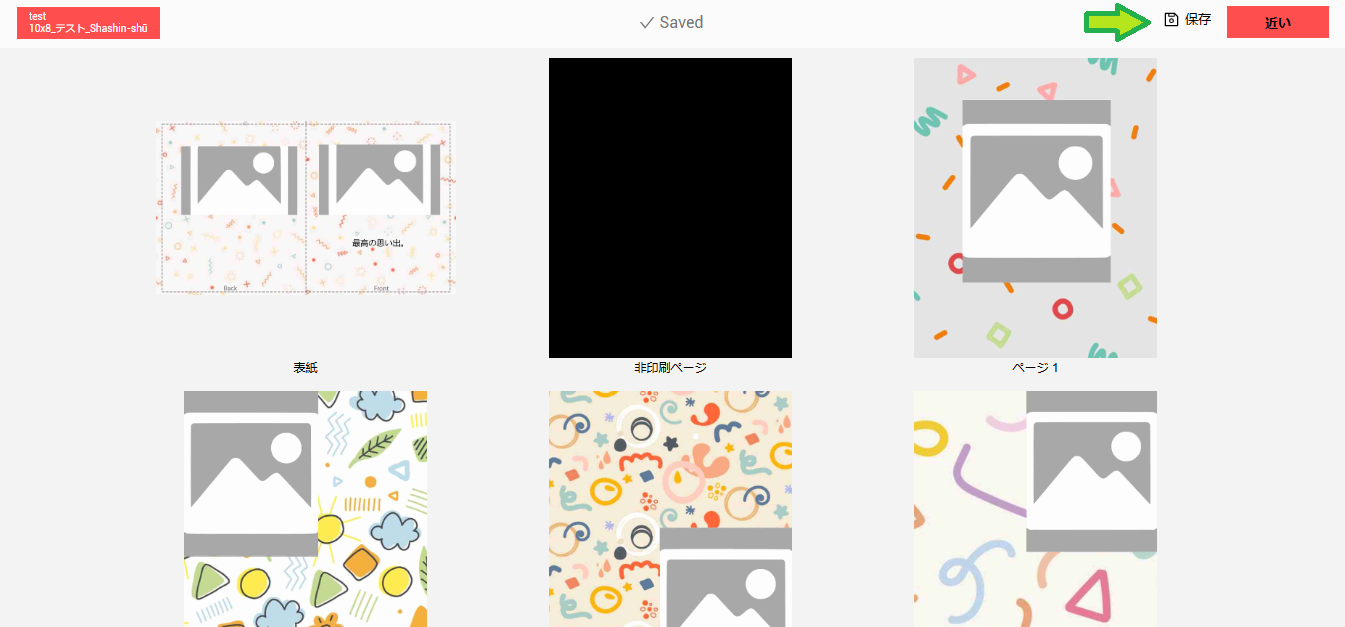 test
10x8_テスト_Shashin-shū
Saved
保存
近い
最高の思い出。
Back
Front
表紙
非印刷ページ
ページ 1